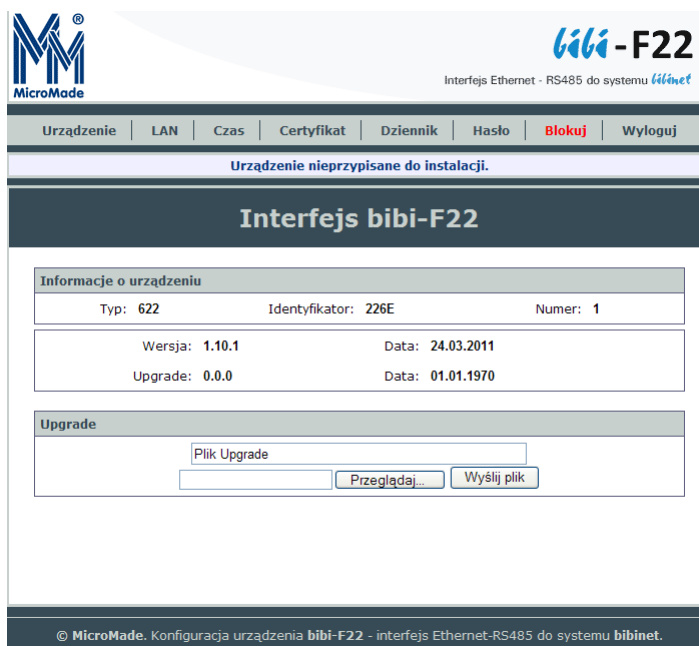 ®
MicroMade
bibi-F22
Interfejs Ethernet - RS485 do systemu bibinet
Urządzenie LAN Czas Certyfikat Dziennik Hasło Blokuj Wyloguj
Urządzenie nieprzypisane do instalacji.
Interfejs bibi-F22
Informacje o urządzeniu
Typ: 622 Identyfikator: 226E Numer: 1
Wersja: 1.10.1 Data: 24.03.2011
Upgrade: 0.0.0 Data: 01.01.1970
Upgrade
Plik Upgrade
Przeglądaj... Wyślij plik
© MicroMade. Konfiguracja urządzenia bibi-F22 - interfejs Ethernet-RS485 do systemu bibinet.